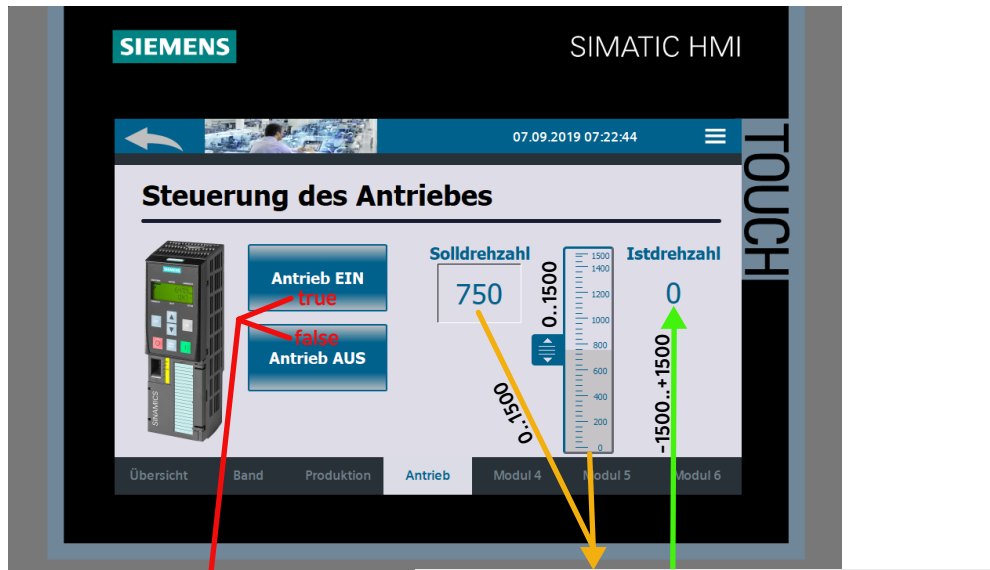 SIEMENS
SIMATIC HMI
TOUCH
07.09.2019 07:22:44
Steuerung des Antriebes
SIEMENS
SINAMICS
Antrieb EIN
true
false
Antrieb AUS
Solldrehzahl
750
0..1500
0..1500
1500
1400
1200
1000
800
600
400
200
0
Istdrehzahl
0
-1500..+1500
Übersicht Band Produktion Antrieb Modul 4 Modul 5 Modul 6